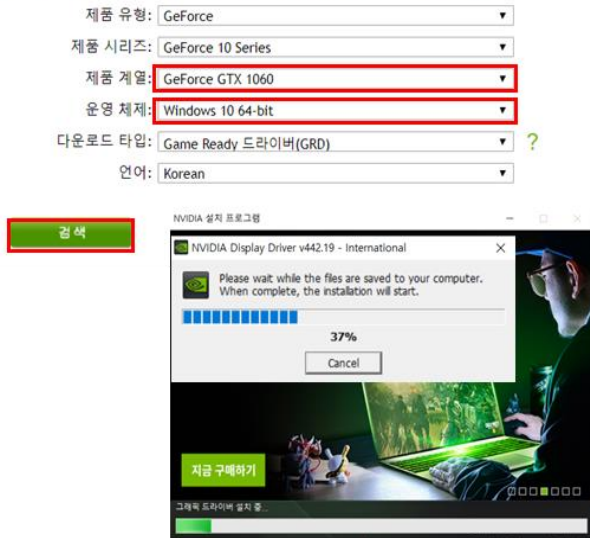 제품 유형: GeForce
제품 시리즈: GeForce 10 Series
제품 계열: GeForce GTX 1060
운영 체제: Windows 10 64-bit
다운로드 타입: Game Ready 드라이버(GRD) ?
언어: Korean
검색
NVIDIA 설치 프로그램
NVIDIA Display Driver v442.19 - International
Please wait while the files are saved to your computer.
When complete, the installation will start.
37%
Cancel
지금 구매하기
그래픽 드라이버 설치 중...